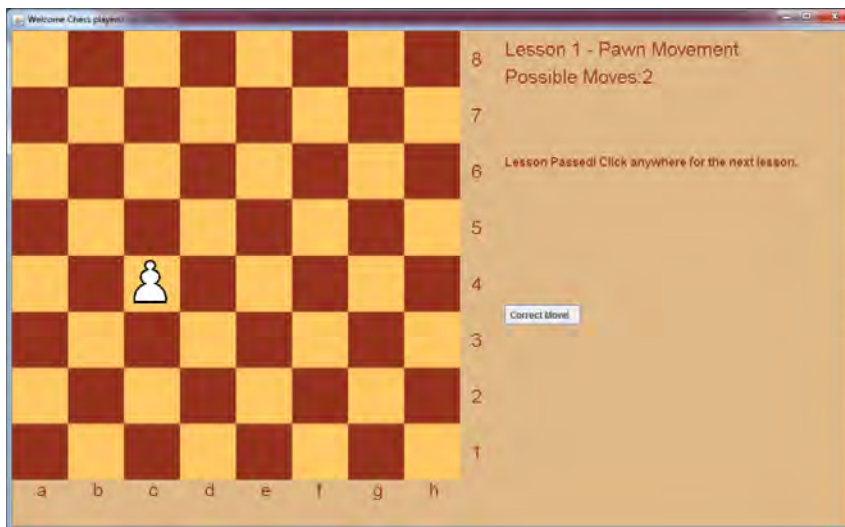 Welcome Chess players!
8
Lesson 1 - Pawn Movement
Possible Moves:2
7
6
Lesson Passed! Click anywhere for the next lesson.
5
4
Correct Move!
3
2
1
a b c d e f g h